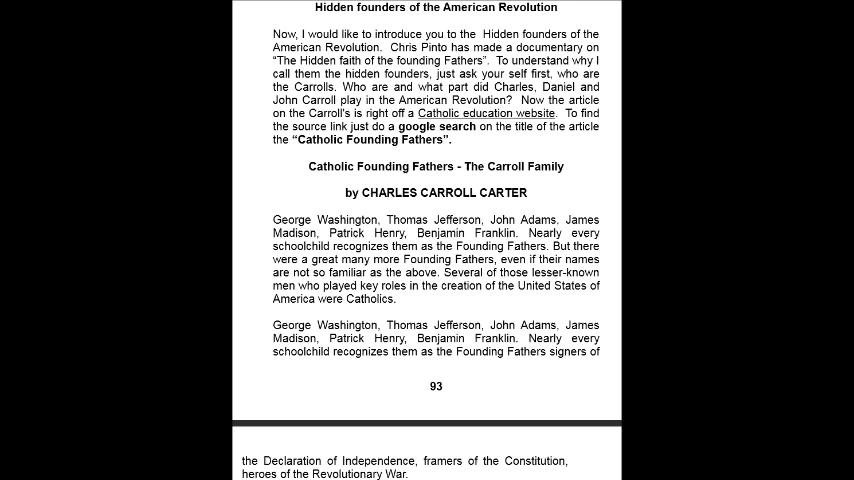 Hidden founders of the American Revolution
Now, I would like to introduce you to the Hidden founders of the
American Revolution. Chris Pinto has made a documentary on
“The Hidden faith of the founding Fathers”. To understand why I
call them the hidden founders, just ask your self first, who are
the Carrolls. Who are and what part did Charles, Daniel and
John Carroll play in the American Revolution? Now the article
on the Carroll's is right off a Catholic education website. To find
the source link just do a google search on the title of the article
the “Catholic Founding Fathers”.
Catholic Founding Fathers - The Carroll Family
by CHARLES CARROLL CARTER
George Washington, Thomas Jefferson, John Adams, James
Madison, Patrick Henry, Benjamin Franklin. Nearly every
schoolchild recognizes them as the Founding Fathers. But there
were a great many more Founding Fathers, even if their names
are not so familiar as the above. Several of those lesser-known
men who played key roles in the creation of the United States of
America were Catholics.
George Washington, Thomas Jefferson, John Adams, James
Madison, Patrick Henry, Benjamin Franklin. Nearly every
schoolchild recognizes them as the Founding Fathers signers of
93
the Declaration of Independence, framers of the Constitution,
heroes of the Revolutionary War.